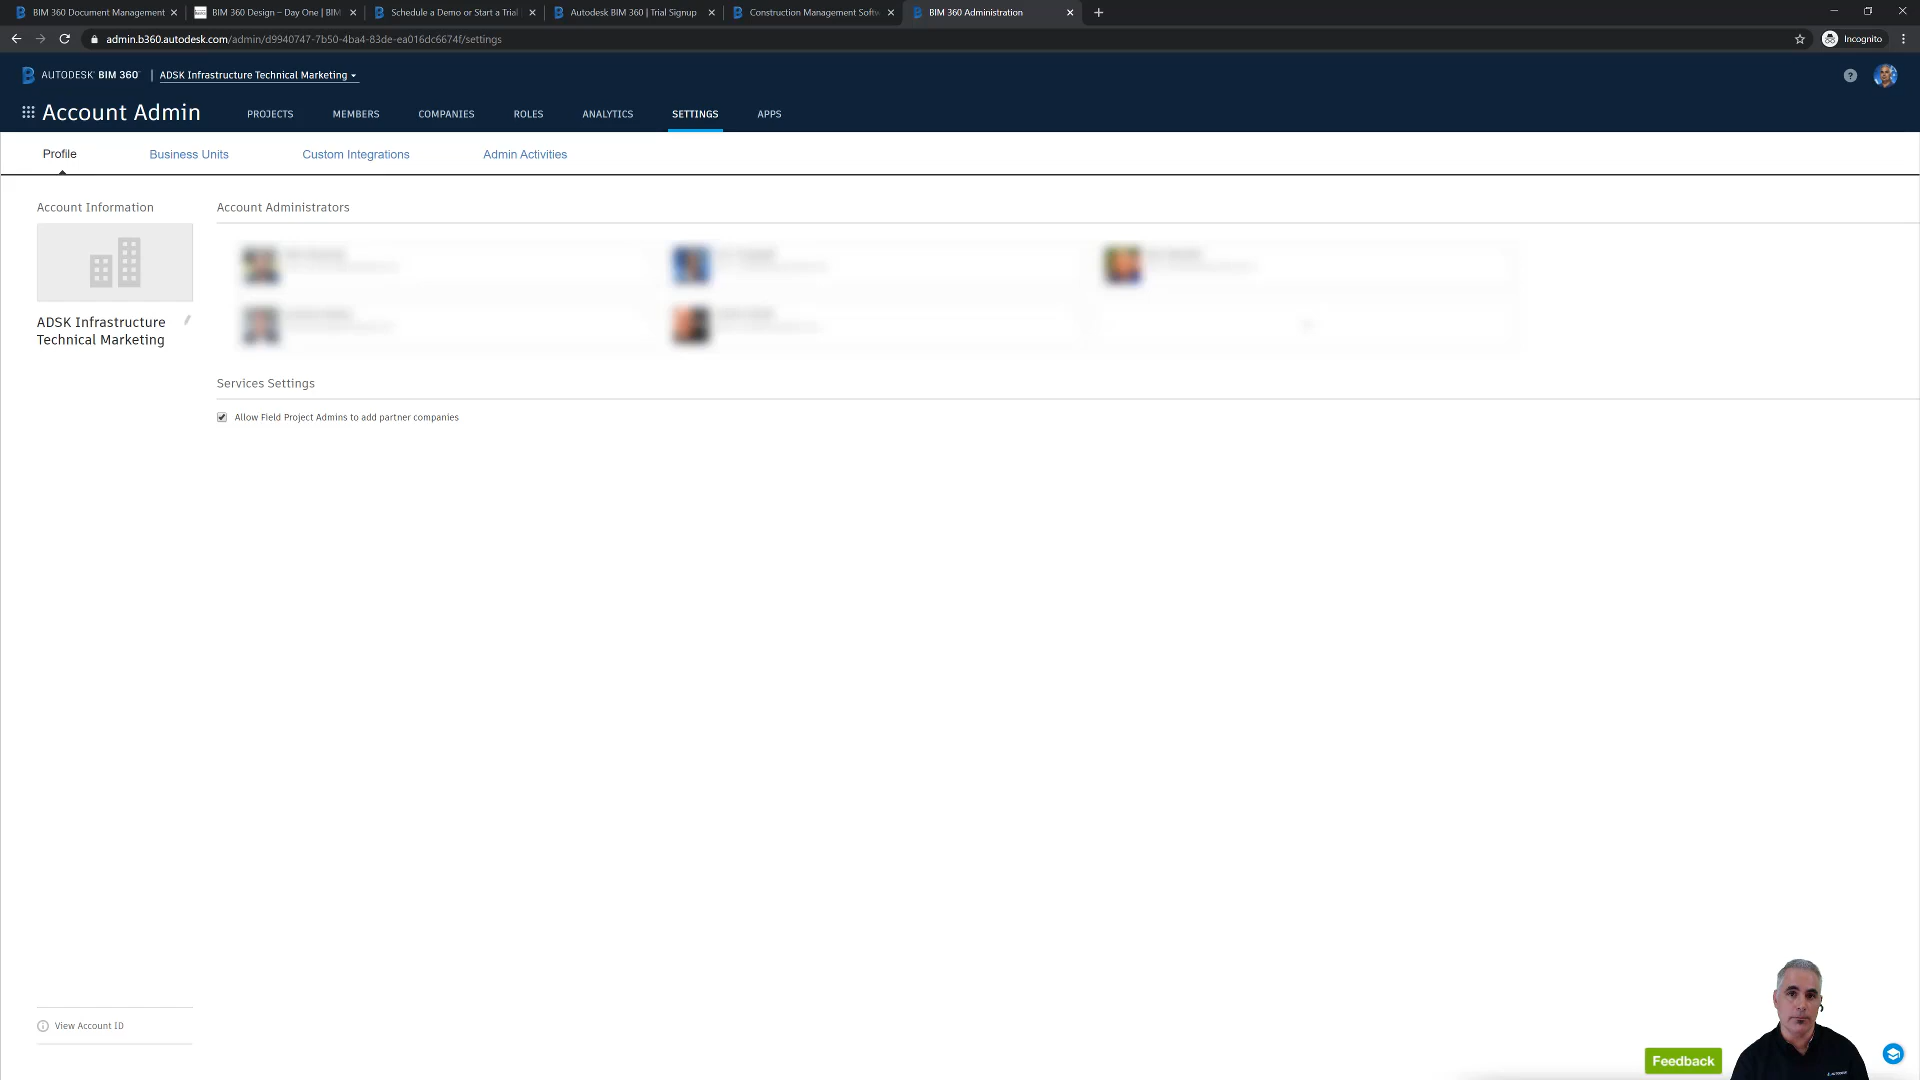 BIM 360 Document Management
BIM 360 Design – Day One | BIM
Schedule a Demo or Start a Trial
Autodesk BIM 360 | Trial Signup
Construction Management Softw
BIM 360 Administration
admin.b360.autodesk.com/admin/d9940747-7b50-4ba4-83de-ea016dc6674f/settings
Incognito
AUTODESK BIM 360
ADSK Infrastructure Technical Marketing
Account Admin
PROJECTS
MEMBERS
COMPANIES
ROLES
ANALYTICS
SETTINGS
APPS
Profile
Business Units
Custom Integrations
Admin Activities
Account Information
Account Administrators
ADSK Infrastructure
Technical Marketing
Services Settings
Allow Field Project Admins to add partner companies
View Account ID
Feedback
AUTODESK